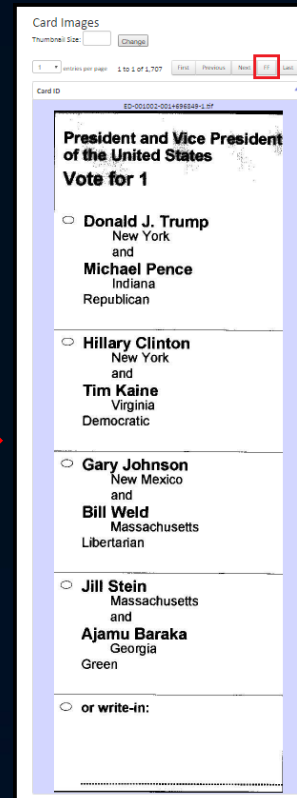 Card Images
Thumbnail Size: Change
1 entries per page 1 to 1 of 1,707 First Previous Next FF Last
Card ID
President and Vice President
of the United States
Vote for 1
Donald J. Trump
New York
and
Michael Pence
Indiana
Republican
Hillary Clinton
New York
and
Tim Kaine
Virginia
Democratic
Gary Johnson
New Mexico
and
Bill Weld
Massachusetts
Libertarian
Jill Stein
Massachusetts
and
Ajamu Baraka
Georgia
Green
or write-in: